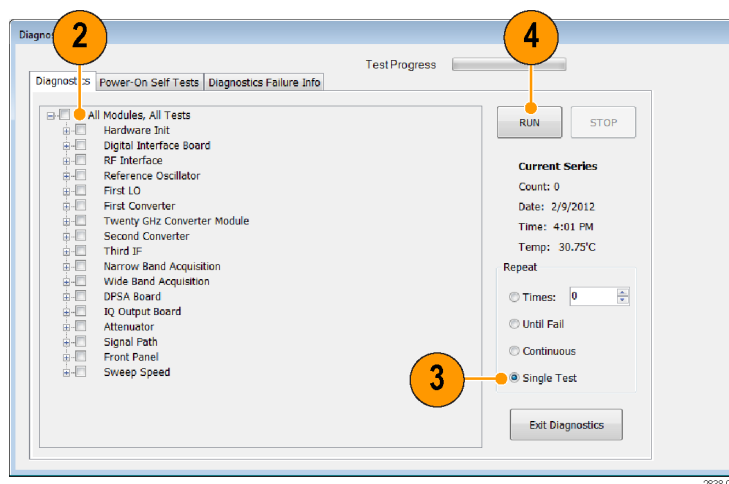 Diagnos
2
4
Test Progress
Diagnostics Power-On Self Tests Diagnostics Failure Info
All Modules, All Tests
Hardware Init
Digital Interface Board
RF Interface
Reference Oscillator
First LO
First Converter
Twenty GHz Converter Module
Second Converter
Third IF
Narrow Band Acquisition
Wide Band Acquisition
DPSA Board
IQ Output Board
Attenuator
Signal Path
Front Panel
Sweep Speed
RUN STOP
Current Series
Count: 0
Date: 2/9/2012
Time: 4:01 PM
Temp: 30.75'C
Repeat
Times: 0
Until Fail
Continuous
3
Single Test
Exit Diagnostics